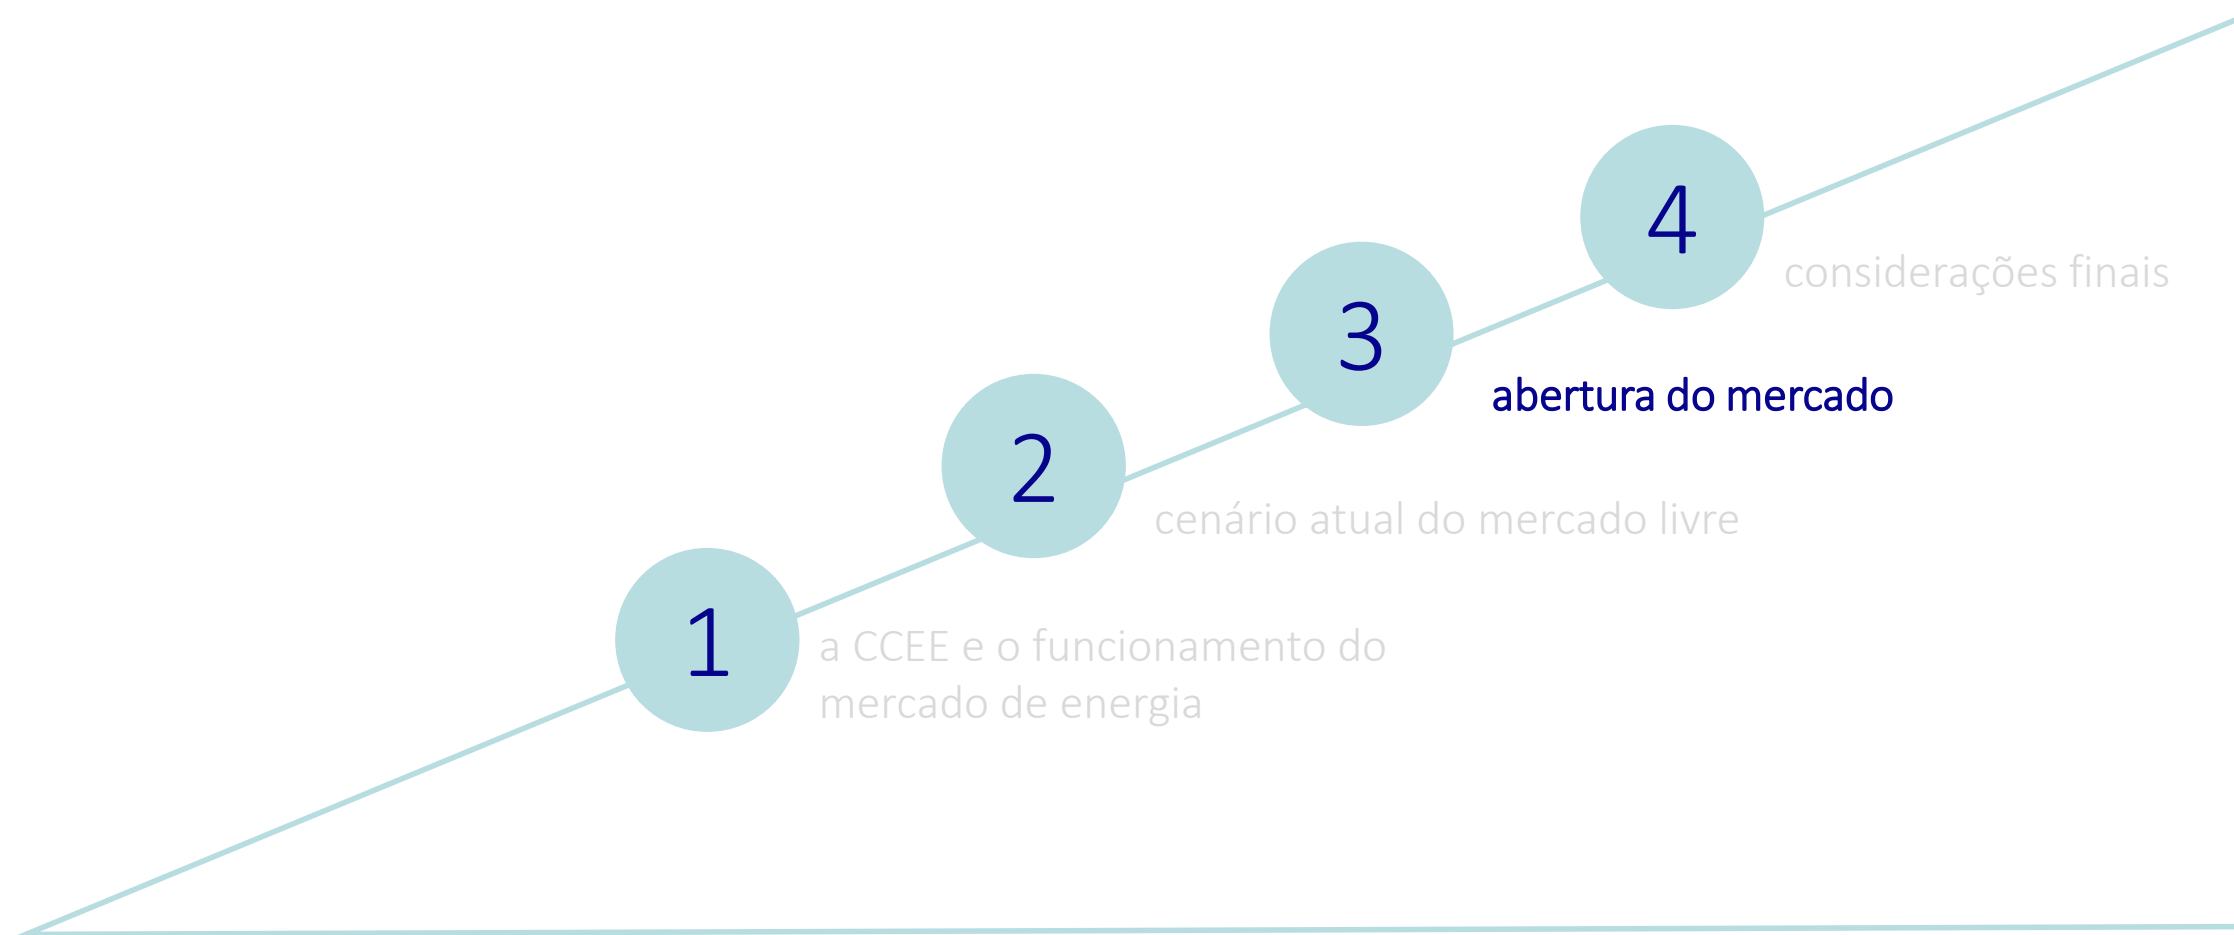 1
a CCEE e o funcionamento do
mercado de energia
2
cenário atual do mercado livre
3
abertura do mercado
4
considerações finais